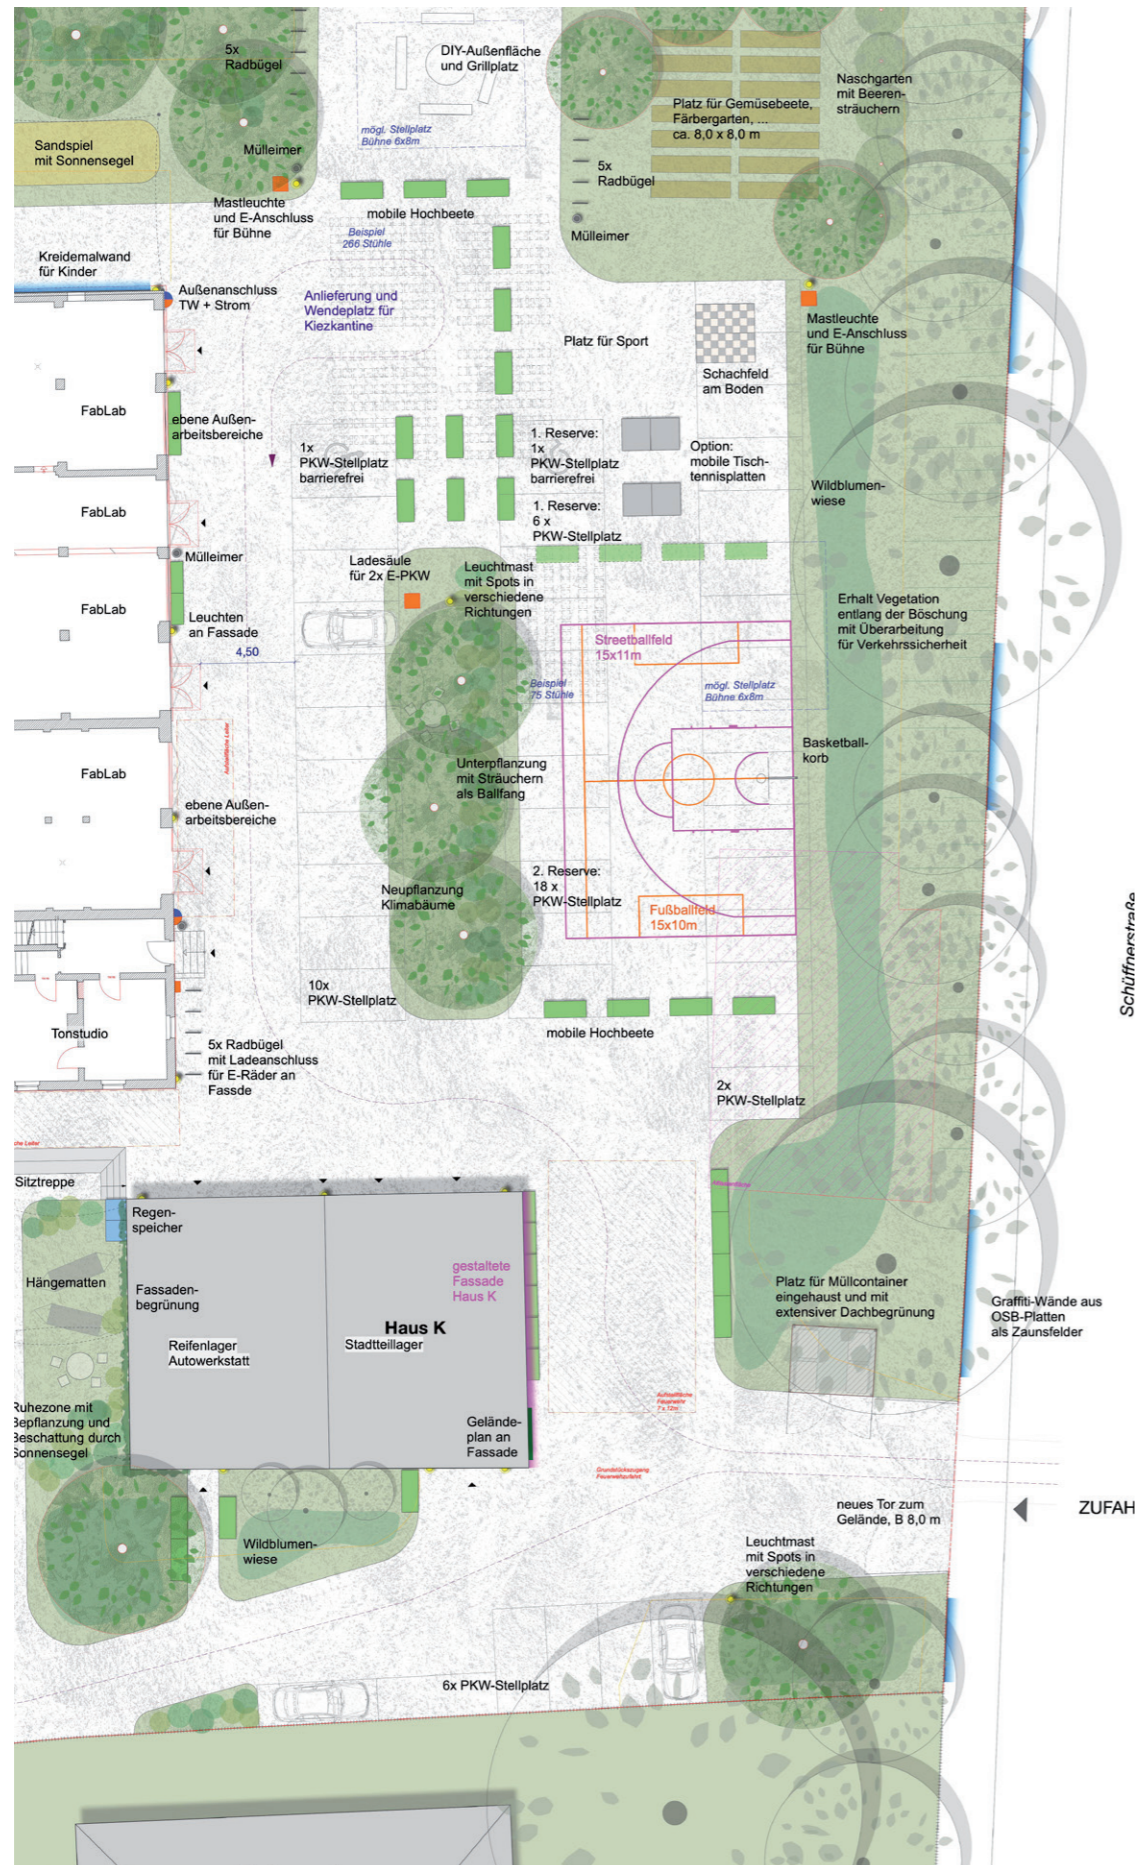 5x
Radbügel
DIY-Außenfläche
und Grillplatz
Naschgarten
mit Beeren-
sträuchern
Platz für Gemüsebeete,
Färbergarten, ...
ca. 8,0 x 8,0 m
mögl. Stellplatz
Bühne 6x8m
Sandspiel
mit Sonnensegel
Mülleimer
5x
Radbügel
Mastleuchte
und E-Anschluss
für Bühne
mobile Hochbeete
Mülleimer
Beispiel
266 Stühle
Kreidemalwand
für Kinder
Außenanschluss
TW + Strom
Anlieferung und
Wendeplatz für
Kiezkantine
Mastleuchte
und E-Anschluss
für Bühne
Platz für Sport
Schachfeld
am Boden
FabLab
ebene Außen-
arbeitsbereiche
1x
PKW-Stellplatz
barrierefrei
1. Reserve:
1x
PKW-Stellplatz
barrierefrei
Option:
mobile Tisch-
tennisplatten
Wildblumen-
wiese
FabLab
1. Reserve:
6 x
PKW-Stellplatz
Mülleimer
Ladesäule
für 2x E-PKW
Leuchtmast
mit Spots in
verschiedene
Richtungen
FabLab
Leuchten
an Fassade
Erhalt Vegetation
entlang der Böschung
mit Überarbeitung
für Verkehrssicherheit
4,50
Streetballfeld
15x11m
Beispiel
75 Stühle
mögl. Stellplatz
Bühne 6x8m
Aufstellfläche Leiter
Basketball-
korb
FabLab
Unterpflanzung
mit Sträuchern
als Ballfang
ebene Außen-
arbeitsbereiche
2. Reserve:
18 x
PKW-Stellplatz
Neupflanzung
Klimabäume
Fußballfeld
15x10m
Schüffnerstraße
10x
PKW-Stellplatz
Tonstudio
mobile Hochbeete
5x Radbügel
mit Ladeanschluss
für E-Räder an
Fassde
2x
PKW-Stellplatz
che Leiter
Sitztreppe
Regen-
speicher
Hängematten
Fassaden-
begrünung
gestaltete
Fassade
Haus K
Platz für Müllcontainer
eingehaust und mit
extensiver Dachbegrünung
Graffiti-Wände aus
OSB-Platten
als Zaunsfelder
Haus K
Stadtteillager
Reifenlager
Autowerkstatt
Aufstellfläche
Feuerwehr
7 x 12m
Ruhezone mit
Bepflanzung und
Beschattung durch
Sonnensegel
Gelände-
plan an
Fassade
Grundstückszugang
Feuerwehrzufahrt
neues Tor zum
Gelände, B 8,0 m
ZUFAH
Wildblumen-
wiese
Leuchtmast
mit Spots in
verschiedene
Richtungen
6x PKW-Stellplatz